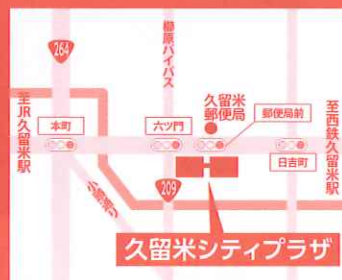 264
櫛原バイパス
至JR久留米駅
本町
六ツ門
久留米
郵便局
郵便局前
至西鉄久留米駅
日吉町
209
久留米シティプラザ